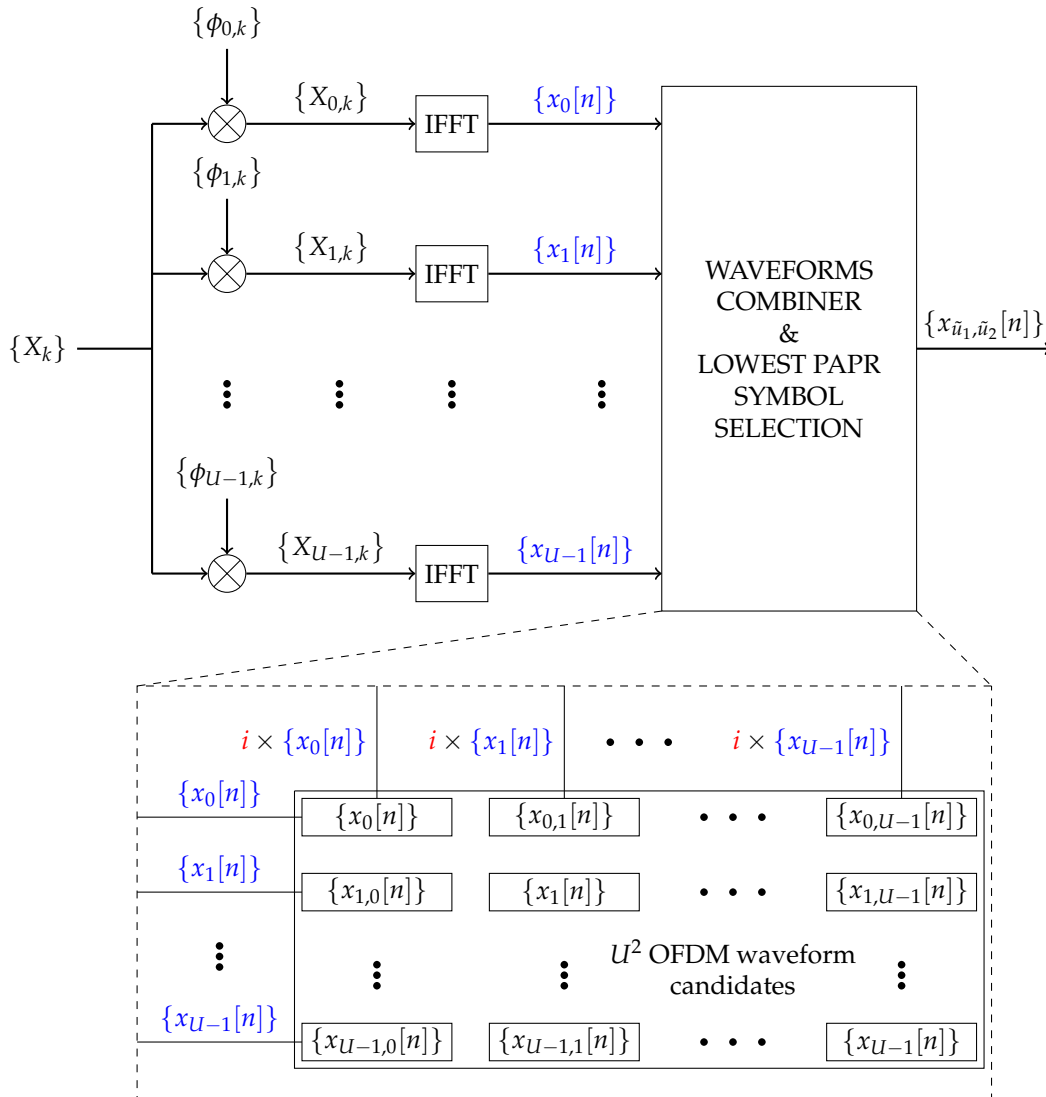 {ϕ0,k}
{X0,k} IFFT {x0[n]}
{ϕ1,k}
{X1,k} IFFT {x1[n]}
{Xk}
WAVEFORMS
COMBINER
&
LOWEST PAPR
SYMBOL
SELECTION
{xũ1,ũ2[n]}
{ϕU−1,k}
{XU−1,k} IFFT {xU−1[n]}
i × {x0[n]} i × {x1[n]} • • • i × {xU−1[n]}
{x0[n]}
{x0[n]} {x0,1[n]} • • • {x0,U−1[n]}
{x1[n]}
{x1,0[n]} {x1[n]} • • • {x1,U−1[n]}
U² OFDM waveform
candidates
{xU−1[n]}
{xU−1,0[n]} {xU−1,1[n]} • • • {xU−1[n]}